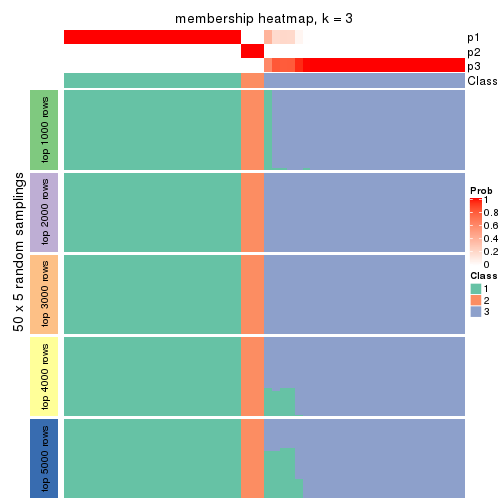 membership heatmap, k = 3
p1
p2
p3
Class
top 1000 rows
top 2000 rows
top 3000 rows
top 4000 rows
top 5000 rows
50 x 5 random samplings
Prob
1
0.8
0.6
0.4
0.2
0
Class
1
2
3